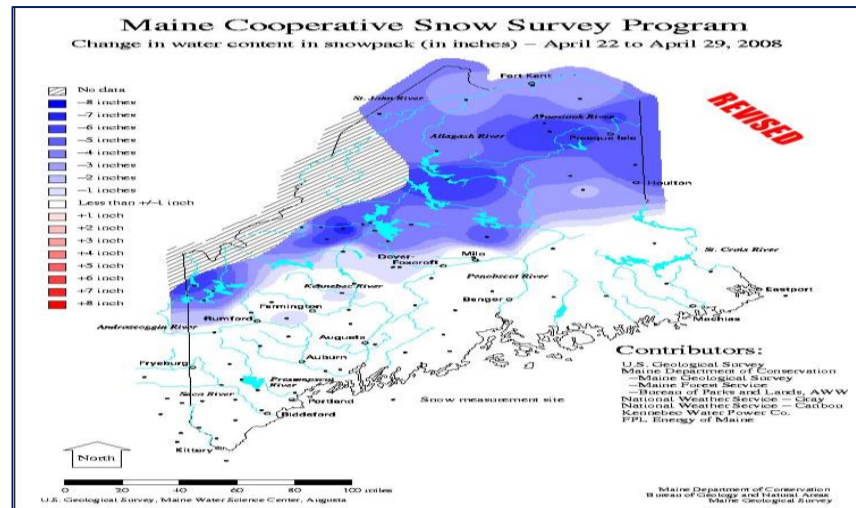 Maine Cooperative Snow Survey Program
Change in water content in snowpack (in inches) – April 22 to April 29, 2008
REVISED
No data
−8 inches
−7 inches
−6 inches
−5 inches
−4 inches
−3 inches
−2 inches
−1 inches
Less than +/−1 inch
+1 inch
+2 inch
+3 inch
+4 inch
+5 inch
+6 inch
+7 inch
+8 inch
Fort Kent
St. John River
Aroostook River
Allagash River
Presque Isle
Houlton
St. Croix River
Dover-
Foxcroft
Milo
Penobscot River
Kennebec River
Eastport
Farmington
Bangor
Rumford
Machias
Androscoggin River
Augusta
Auburn
Fryeburg
Presumpscot
River
Saco River
Portland
Biddeford
Kittery
Snow measurement site
Contributors:
U.S. Geological Survey
Maine Department of Conservation
−Maine Geological Survey
−Maine Forest Service
−Bureau of Parks and Lands, AWW
National Weather Service – Gray
National Weather Service – Caribou
Kennebec Water Power Co.
FPL Energy of Maine
North
0 20 40 60 80 100 miles
U.S. Geological Survey, Maine Water Science Center, Augusta
Maine Department of Conservation
Bureau of Geology and Natural Areas
Maine Geological Survey